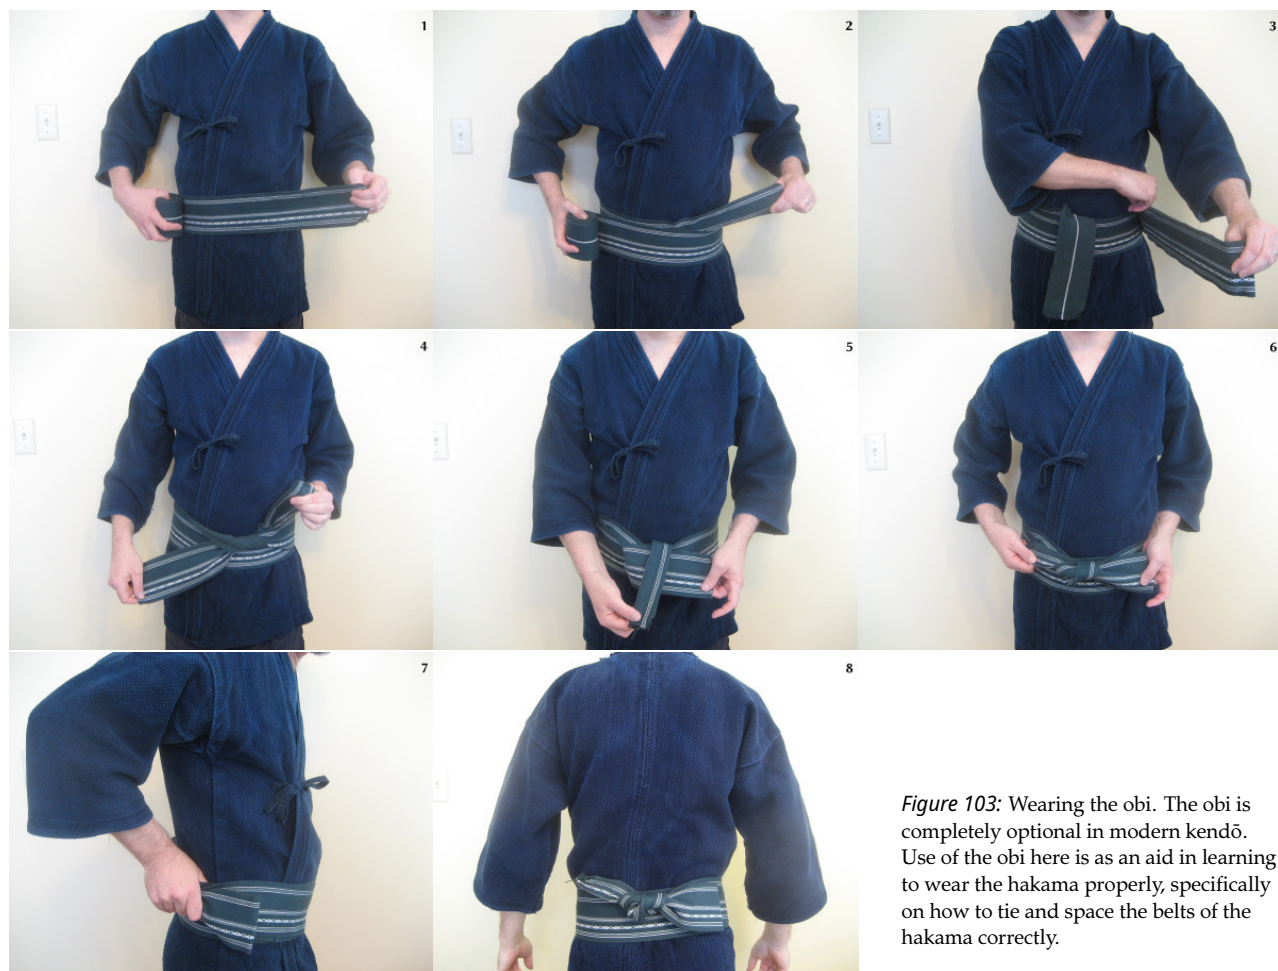 1
2
3
4
5
6
7
8
Figure 103: Wearing the obi. The obi is
completely optional in modern kendō.
Use of the obi here is as an aid in learning
to wear the hakama properly, specifically
on how to tie and space the belts of the
hakama correctly.